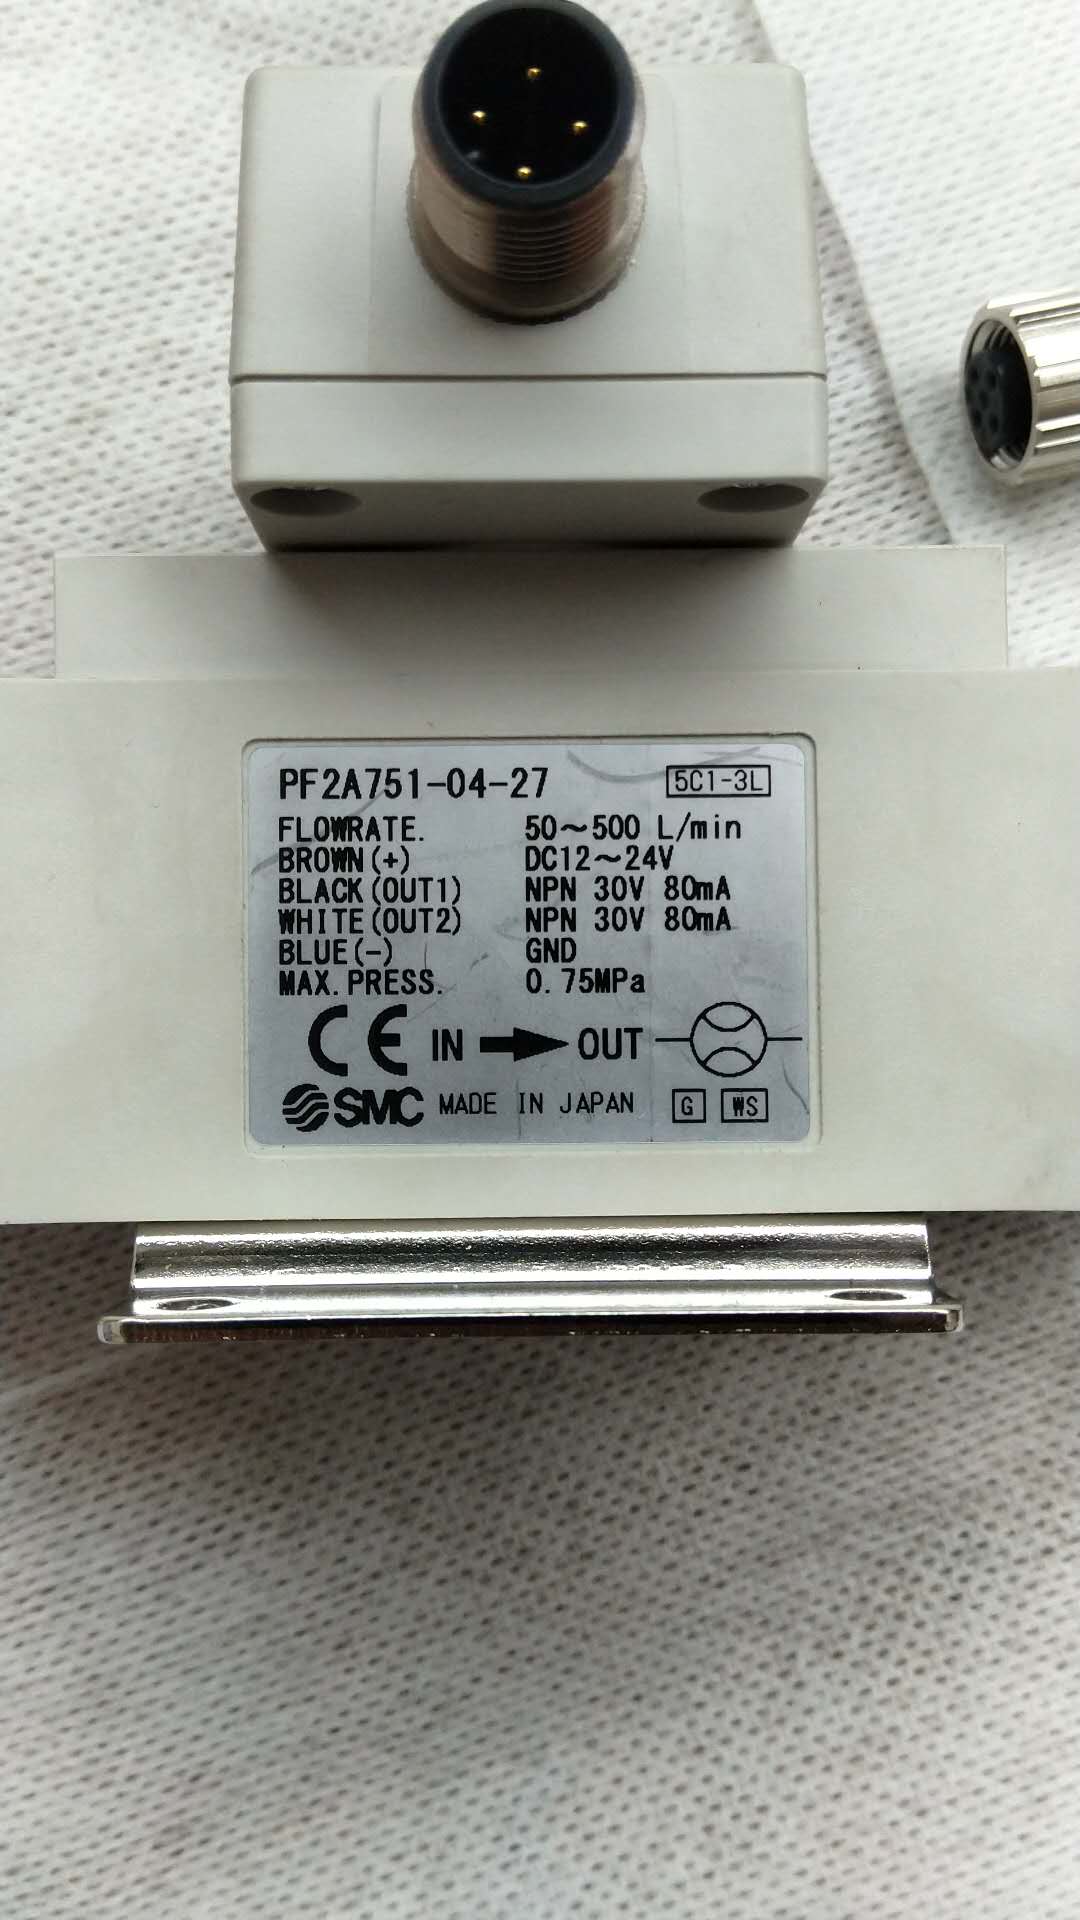 PF2A751-04-27 5C1-3L
FLOWRATE. 50～500 L/min
BROWN(+) DC12～24V
BLACK(OUT1) NPN 30V 80mA
WHITE(OUT2) NPN 30V 80mA
BLUE(-) GND
MAX. PRESS. 0.75MPa
CE IN OUT
SMC MADE IN JAPAN G WS